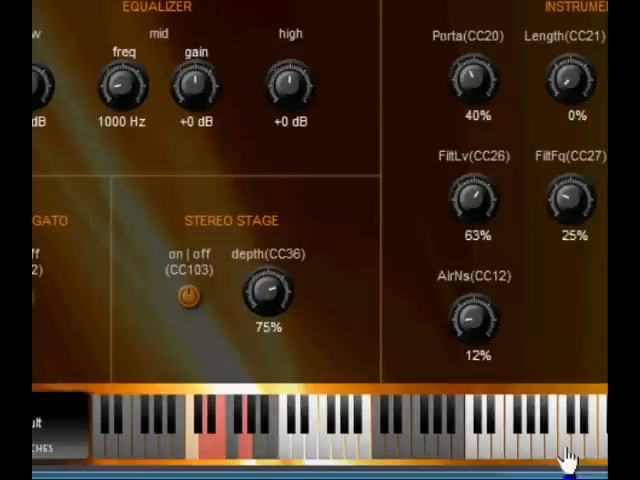 EQUALIZER
mid
high
freq
gain
dB
1000 Hz
+0 dB
+0 dB
Porta(CC20)
Length(CC21)
40%
0%
FiltLv(CC26)
FiltFq(CC27)
63%
25%
GATO
STEREO STAGE
on | off
(CC103)
depth(CC36)
75%
AirNs(CC12)
12%